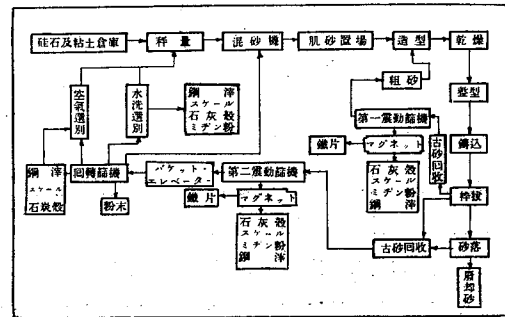 硅石及粘土倉庫
秤量
混砂機
肌砂置場
造型
乾燥
粗砂
整型
空氣選別
水洗選別
鋼滓
スケール
石灰殼
ミヂン粉
第一震動篩機
鐵片
マグネット
古砂回收
鑄込
石灰殼
スケール
ミヂン粉
鋼滓
鋼滓
スケール
石炭殼
回轉篩機
バケット・
エレベーター
第二震動篩機
粉末
鐵片
マグネット
石灰殼
スケール
ミヂン粉
鋼滓
枠拔
古砂回收
砂落
磨却砂